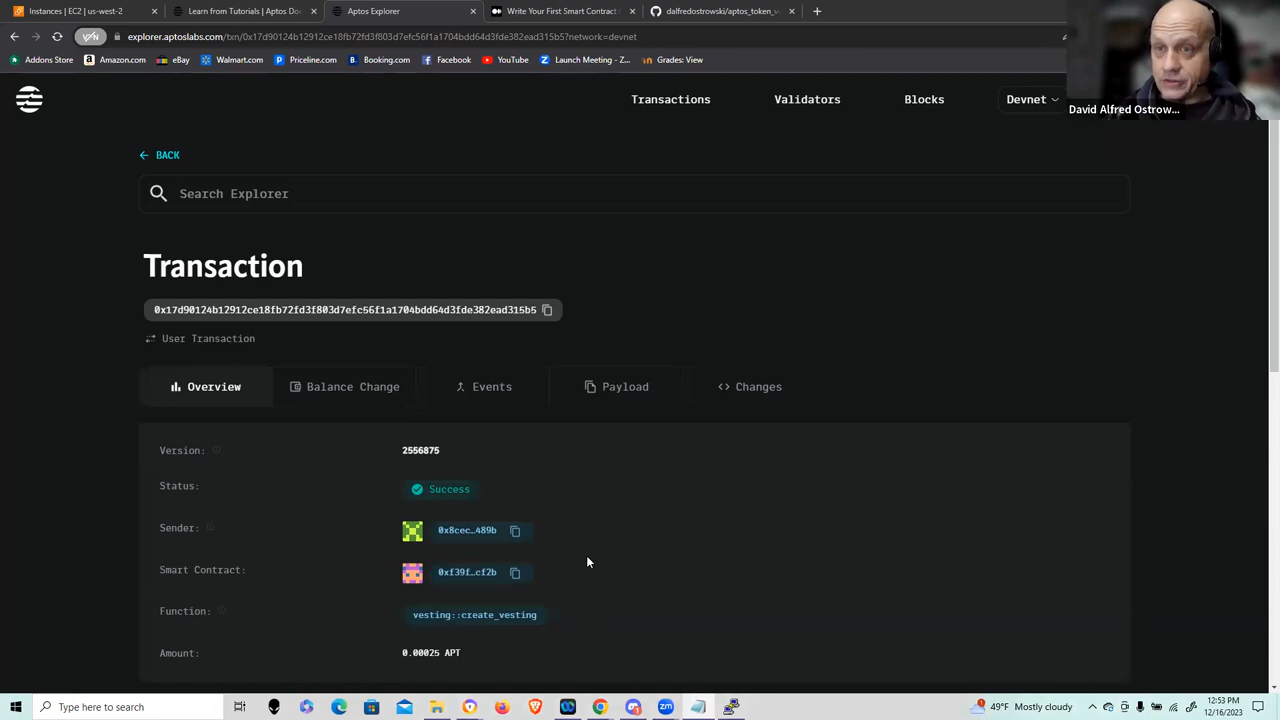 Instances | EC2 | us-west-2
Learn from Tutorials | Aptos Doc
Aptos Explorer
Write Your First Smart Contract
dalfredostrowski/aptos_token_v
VPN
explorer.aptoslabs.com/txn/0x17d90124b12912ce18fb72fd3f803d7efc56f1a1704bdd64d3fde382ead315b5?network=devnet
Addons Store
Amazon.com
eBay
Walmart.com
Priceline.com
Booking.com
Facebook
YouTube
Launch Meeting - Z...
Grades: View
David Alfred Ostrow...
Transactions
Validators
Blocks
Devnet
BACK
Search Explorer
Transaction
0x17d90124b12912ce18fb72fd3f803d7efc56f1a1704bdd64d3fde382ead315b5
User Transaction
Overview
Balance Change
Events
Payload
Changes
Version:
2556875
Status:
Success
Sender:
0x8cec…489b
Smart Contract:
0xf39f…cf2b
Function:
vesting::create_vesting
Amount:
0.00025 APT
Type here to search
49°F Mostly cloudy
12:53 PM
12/16/2023